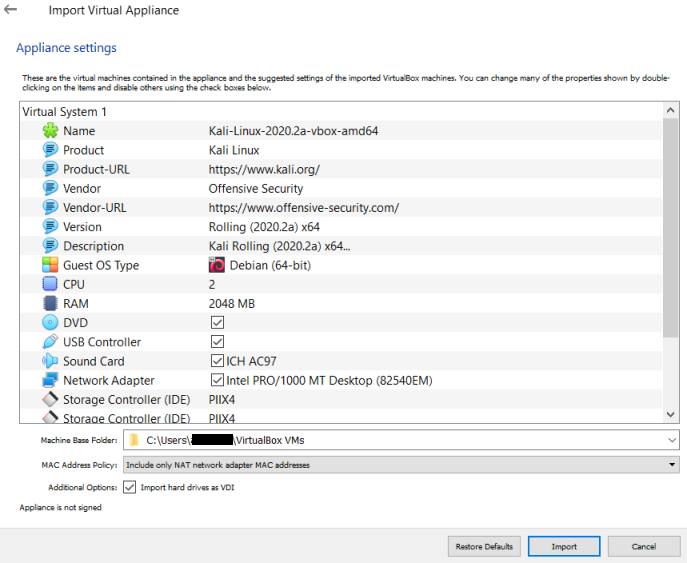 Import Virtual Appliance
Appliance settings
These are the virtual machines contained in the appliance and the suggested settings of the imported VirtualBox machines. You can change many of the properties shown by double-
clicking on the items and disable others using the check boxes below.
Virtual System 1
Name Kali-Linux-2020.2a-vbox-amd64
Product Kali Linux
Product-URL https://www.kali.org/
Vendor Offensive Security
Vendor-URL https://www.offensive-security.com/
Version Rolling (2020.2a) x64
Description Kali Rolling (2020.2a) x64...
Guest OS Type Debian (64-bit)
CPU 2
RAM 2048 MB
DVD
USB Controller
Sound Card ICH AC97
Network Adapter Intel PRO/1000 MT Desktop (82540EM)
Storage Controller (IDE) PIIX4
Storage Controller (IDE) PIIX4
Machine Base Folder: C:\Users\ \VirtualBox VMs
MAC Address Policy: Include only NAT network adapter MAC addresses
Additional Options: Import hard drives as VDI
Appliance is not signed
Restore Defaults Import Cancel